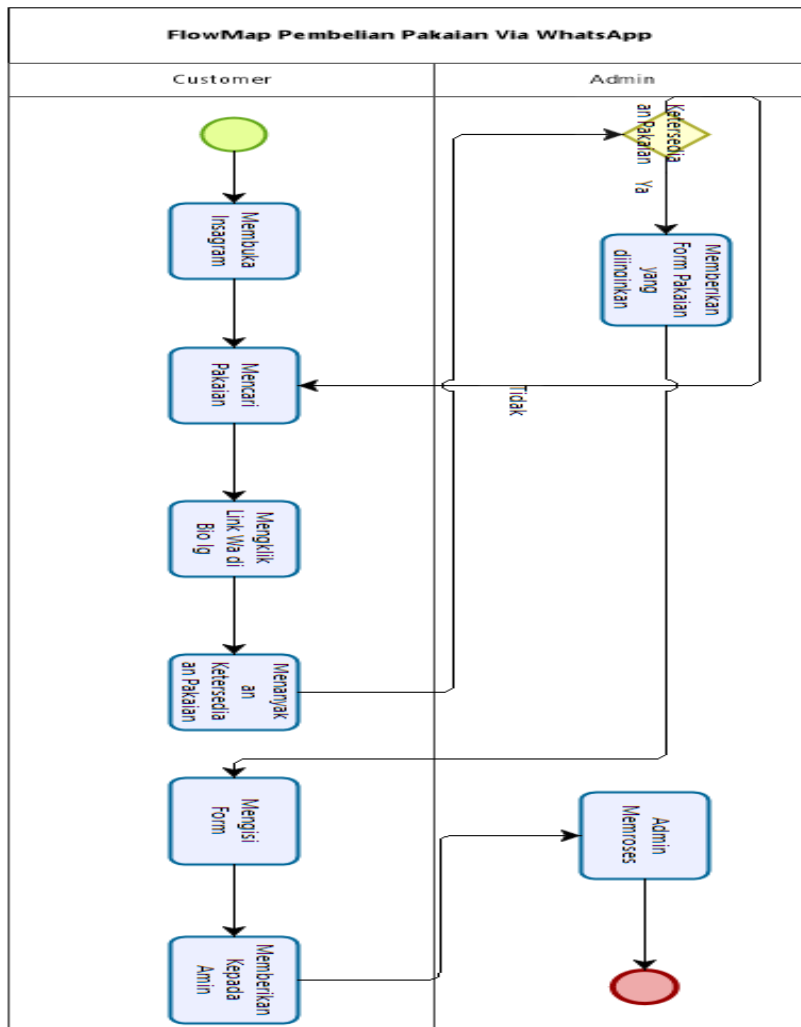 FlowMap Pembelian Pakaian Via WhatsApp
Customer
Admin
Membuka
Insagram
Mencari
Pakaian
Mengklik
Link Wa di
Bio Ig
Menanyak
an
Ketersedia
an Pakaian
Ketersedia
an Pakaian
Ya
Tidak
Memberikan
Form Pakaian
yang
diinginkan
Mengisi
Form
Memberikan
Kepada
Amin
Admin
Memroses